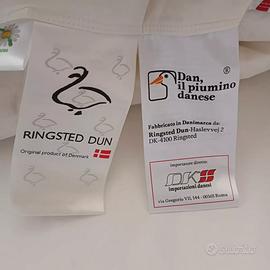 RINGSTED DUN
Original product of Denmark
Dan,
il piumino
danese
®
Fabbricato in Danimarca da:
Ringsted Dun-Haslevvej 2
DK-4100 Ringsted
importatore diretto:
DK
importazioni danesi
via Gregorio VII, 144 - 00165 Roma
subito